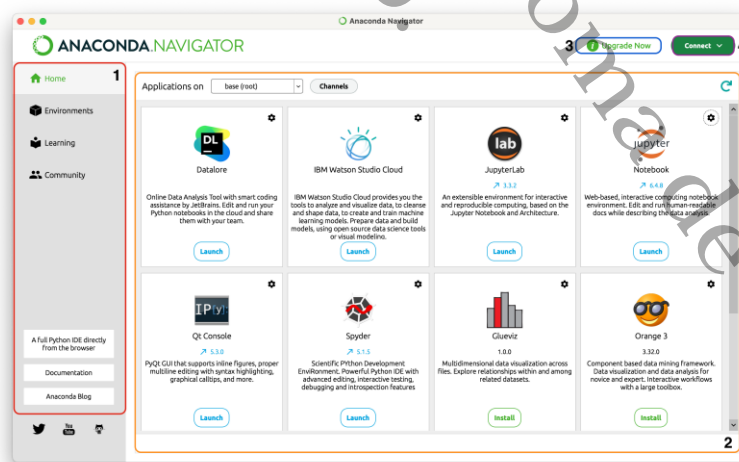 Anaconda Navigator
ANACONDA.NAVIGATOR
3
Upgrade Now
Connect
1
Home
Environments
Learning
Community
A full Python IDE directly
from the browser
Documentation
Anaconda Blog
You
Tube
Applications on
base (root)
Channels
DL
Datalore
Online Data Analysis Tool with smart coding
assistance by JetBrains. Edit and run your
Python notebooks in the cloud and share
them with your team.
Launch
IBM Watson Studio Cloud
IBM Watson Studio Cloud provides you the
tools to analyze and visualize data, to cleanse
and shape data, to create and train machine
learning models. Prepare data and build
models, using open source data science tools
or visual modeling.
Launch
lab
JupyterLab
3.3.2
An extensible environment for interactive
and reproducible computing, based on the
Jupyter Notebook and Architecture.
Launch
jupyter
Notebook
6.4.8
Web-based, interactive computing notebook
environment. Edit and run human-readable
docs while describing the data analysis.
Launch
IP[y]:
Qt Console
5.3.0
PyQt GUI that supports inline figures, proper
multiline editing with syntax highlighting,
graphical calltips, and more.
Launch
Spyder
5.1.5
Scientific PYthon Development
EnviRonment. Powerful Python IDE with
advanced editing, interactive testing,
debugging and introspection features
Launch
Glueviz
1.0.0
Multidimensional data visualization across
files. Explore relationships within and among
related datasets.
Install
Orange 3
3.32.0
Component based data mining framework.
Data visualization and data analysis for
novice and expert. Interactive workflows
with a large toolbox.
Install
2